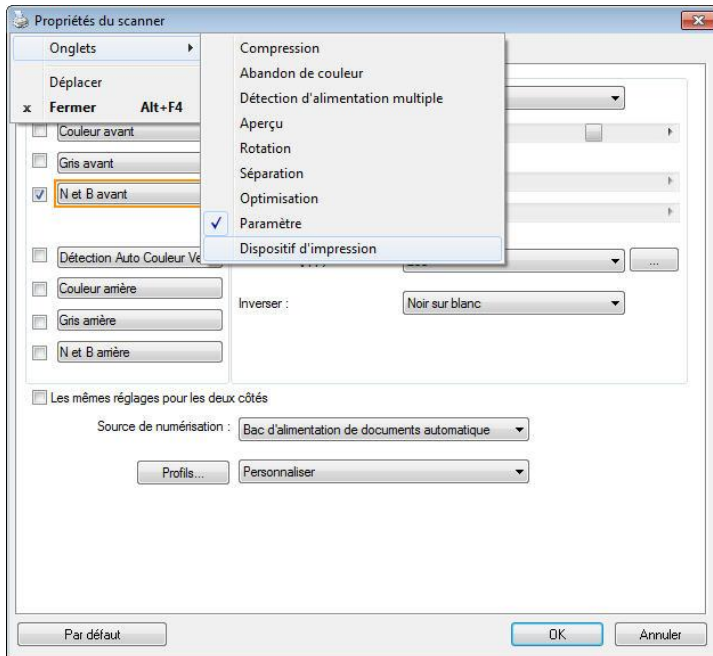 Propriétés du scanner
Onglets
Déplacer
x Fermer Alt+F4
Compression
Abandon de couleur
Détection d'alimentation multiple
Aperçu
Rotation
Séparation
Optimisation
Paramètre
Dispositif d'impression
Couleur avant
Gris avant
N et B avant
Détection Auto Couleur
Couleur arrière
Gris arrière
N et B arrière
Inverser :
Noir sur blanc
...
Les mêmes réglages pour les deux côtés
Source de numérisation :
Bac d'alimentation de documents automatique
Profils...
Personnaliser
Par défaut
OK
Annuler